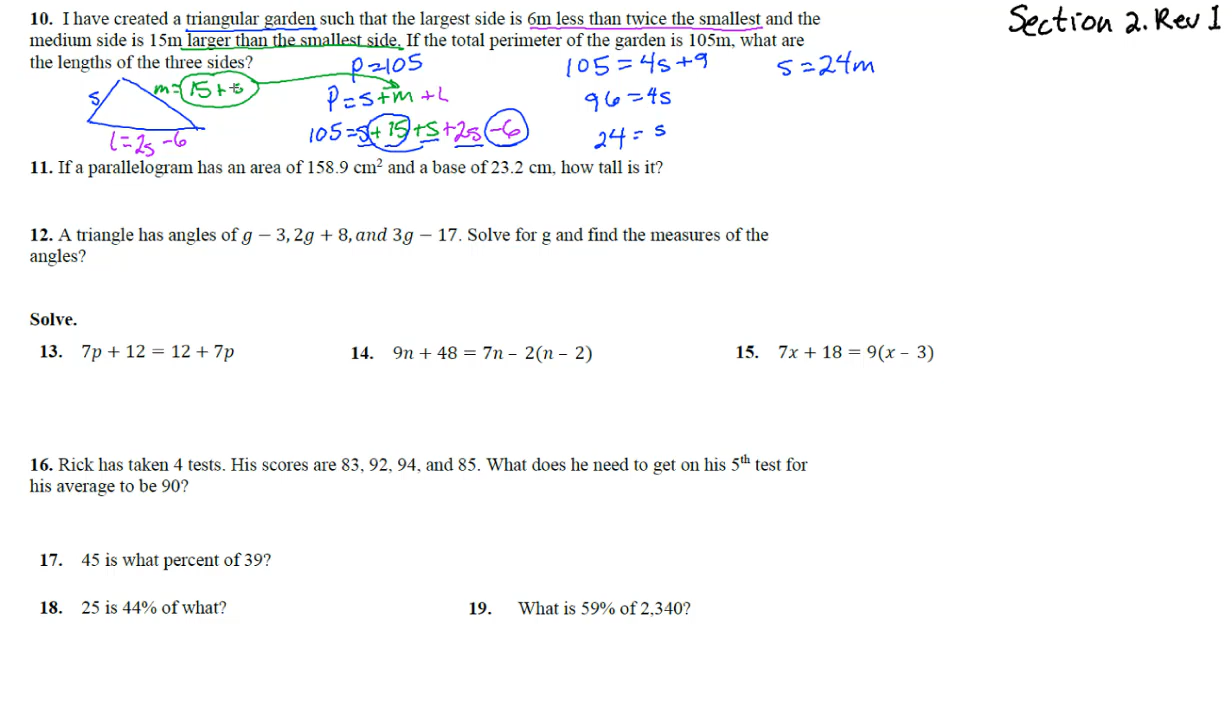 10. I have created a triangular garden such that the largest side is 6m less than twice the smallest and the
medium side is 15m larger than the smallest side. If the total perimeter of the garden is 105m, what are
the lengths of the three sides?
Section 2. Rev 1
P=105
105 = 4s+9
s = 24m
s
m=15+s
P=s+m+L
96=4s
l=2s-6
105=s+15+s+2s-6
24 = s
11. If a parallelogram has an area of 158.9 cm² and a base of 23.2 cm, how tall is it?
12. A triangle has angles of g − 3, 2g + 8, and 3g − 17. Solve for g and find the measures of the
angles?
Solve.
13. 7p + 12 = 12 + 7p
14. 9n + 48 = 7n – 2(n – 2)
15. 7x + 18 = 9(x – 3)
16. Rick has taken 4 tests. His scores are 83, 92, 94, and 85. What does he need to get on his 5th test for
his average to be 90?
17. 45 is what percent of 39?
18. 25 is 44% of what?
19. What is 59% of 2,340?